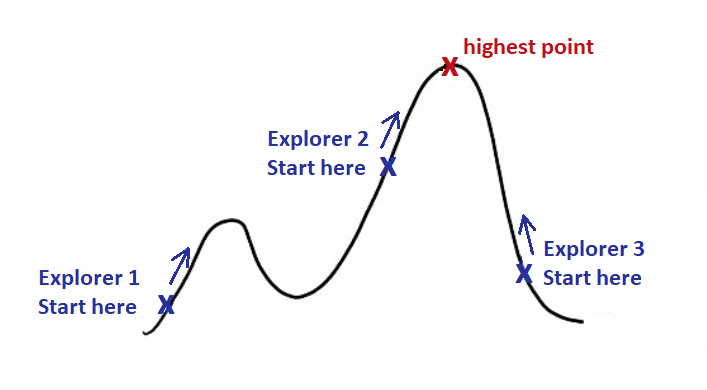 highest point
Explorer 2
Start here
Explorer 1
Start here
Explorer 3
Start here
X
X
X
X